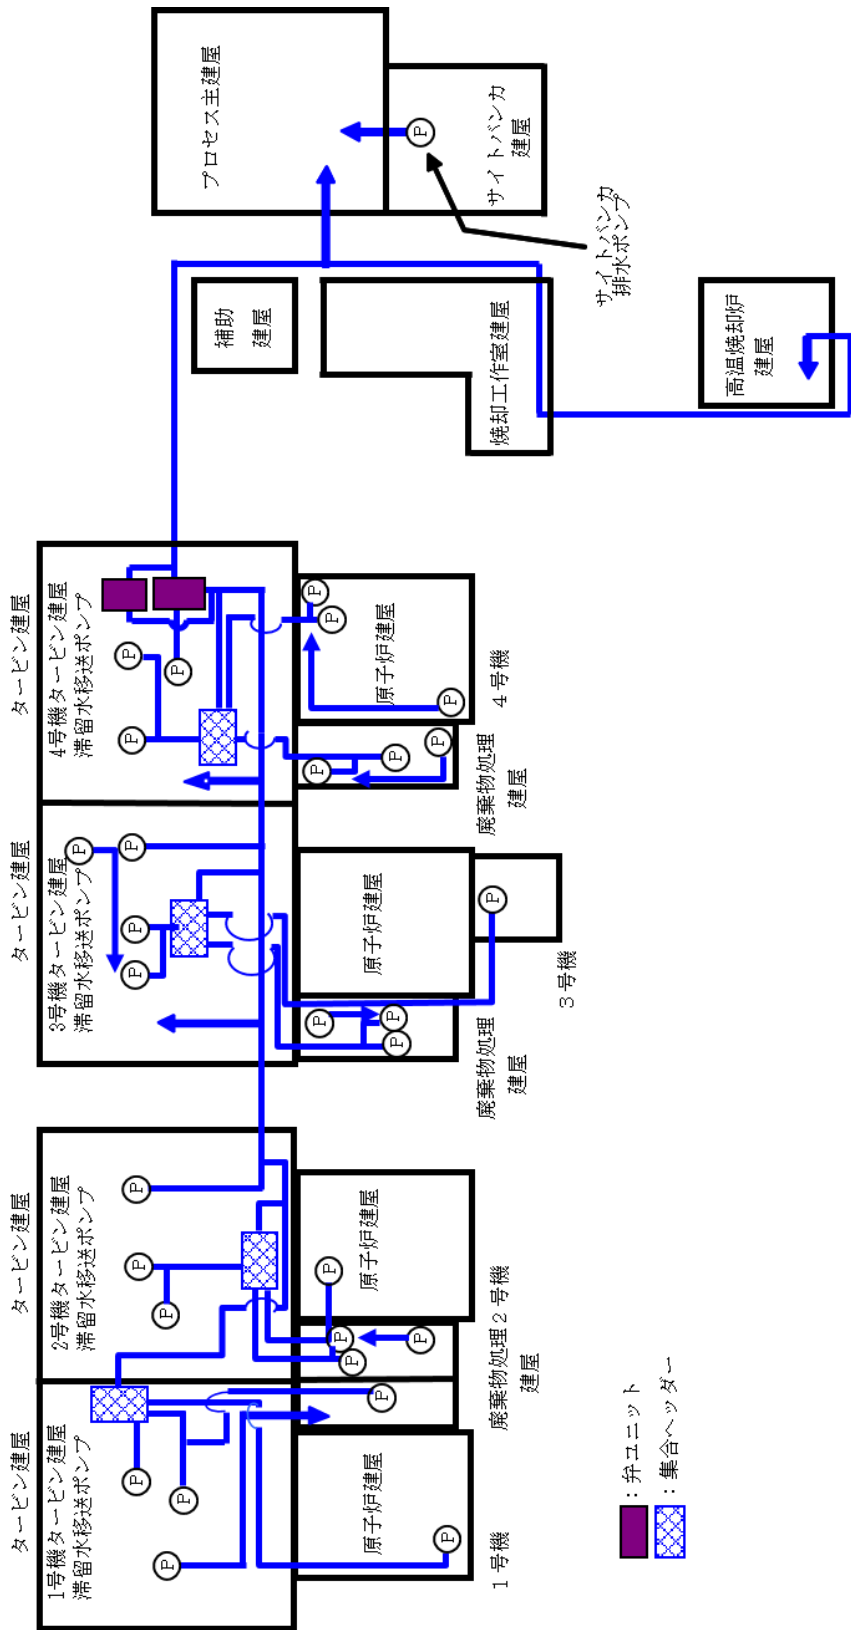 タービン建屋
1号機タービン建屋
滞留水移送ポンプ
P
P
P
原子炉建屋
P
1号機
P
タービン建屋
2号機タービン建屋
滞留水移送ポンプ
P
P
P
原子炉建屋
P
P
P
P
廃棄物処理
建屋
2号機
タービン建屋
3号機タービン建屋
滞留水移送ポンプ
P
P
P
P
原子炉建屋
P
P
P
P
廃棄物処理
建屋
3号機
タービン建屋
4号機タービン建屋
滞留水移送ポンプ
P
P
P
原子炉建屋
P
P
P
P
P
P
廃棄物処理
建屋
4号機
補助
建屋
焼却工作室建屋
プロセス主建屋
サイトバンカ
建屋
P
サイトバンカ
排水ポンプ
高温焼却炉
建屋
：弁ユニット
：集合ヘッダー